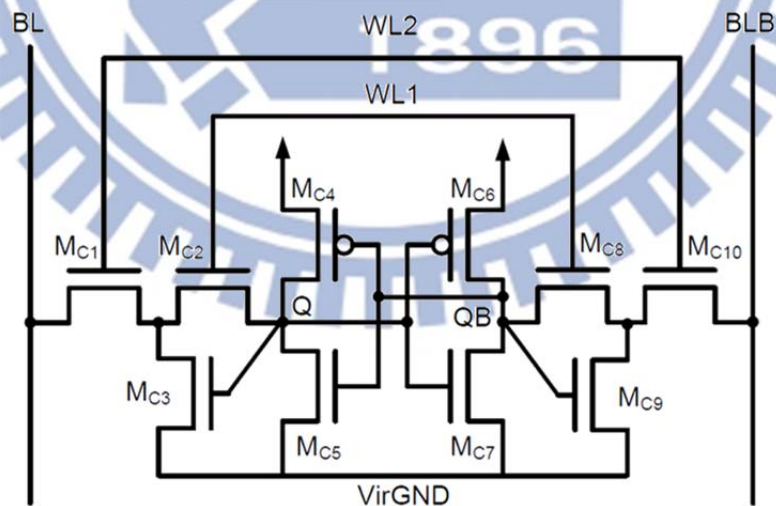 BL WL2 BLB
1896
WL1
MC4 MC6
MC1 MC2 MC8 MC10
Q QB
MC3 MC9
MC5 MC7
VirGND